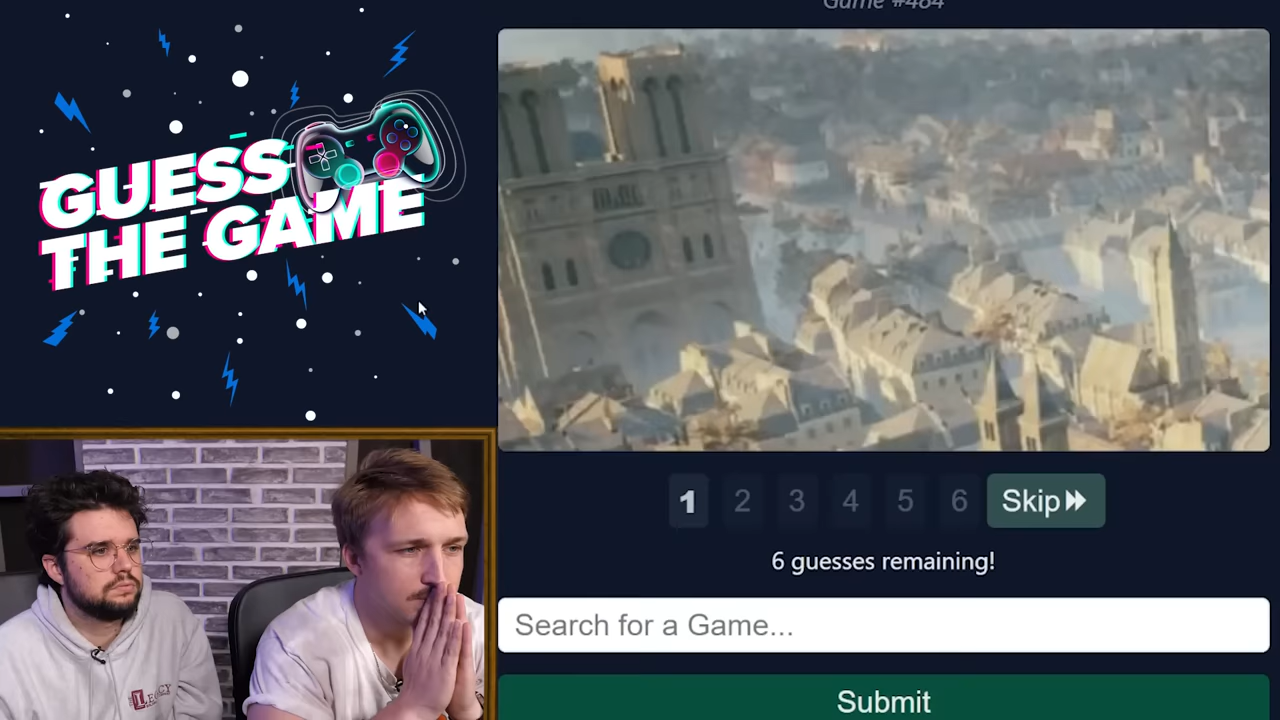 Game #484
GUESS
THE GAME
1 2 3 4 5 6 Skip
6 guesses remaining!
Search for a Game...
Submit